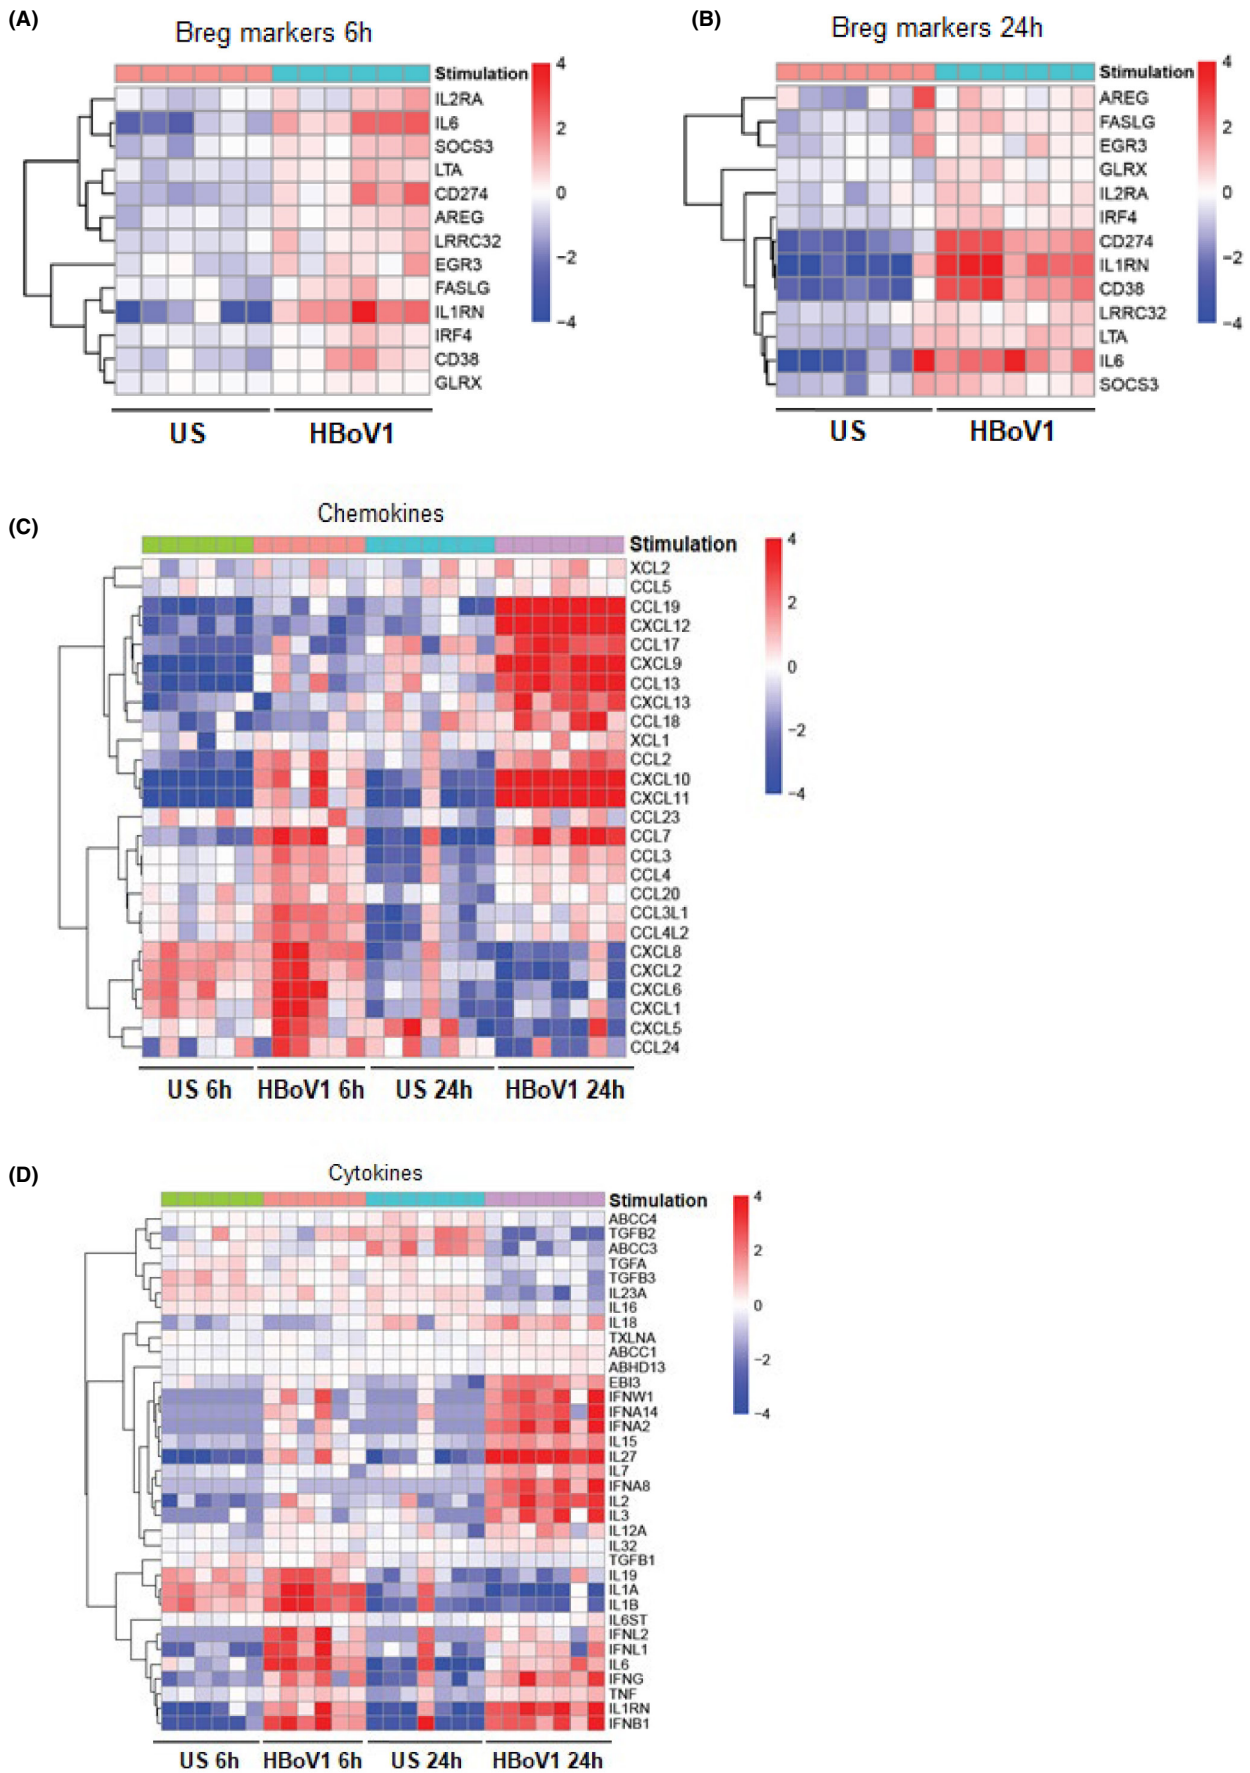 (A)
Breg markers 6h
Stimulation
IL2RA
IL6
SOCS3
LTA
CD274
AREG
LRRC32
EGR3
FASLG
IL1RN
IRF4
CD38
GLRX
4
2
0
−2
−4
US
HBoV1
(B)
Breg markers 24h
Stimulation
AREG
FASLG
EGR3
GLRX
IL2RA
IRF4
CD274
IL1RN
CD38
LRRC32
LTA
IL6
SOCS3
4
2
0
−2
−4
US
HBoV1
(C)
Chemokines
Stimulation
XCL2
CCL5
CCL19
CXCL12
CCL17
CXCL9
CCL13
CXCL13
CCL18
XCL1
CCL2
CXCL10
CXCL11
CCL23
CCL7
CCL3
CCL4
CCL20
CCL3L1
CCL4L2
CXCL8
CXCL2
CXCL6
CXCL1
CXCL5
CCL24
4
2
0
−2
−4
US 6h
HBoV1 6h
US 24h
HBoV1 24h
(D)
Cytokines
Stimulation
ABCC4
TGFB2
ABCC3
TGFA
TGFB3
IL23A
IL16
IL18
TXLNA
ABCC1
ABHD13
EBI3
IFNW1
IFNA14
IFNA2
IL15
IL27
IL7
IFNA8
IL2
IL3
IL12A
IL32
TGFB1
IL19
IL1A
IL1B
IL6ST
IFNL2
IFNL1
IL6
IFNG
TNF
IL1RN
IFNB1
4
2
0
−2
−4
US 6h
HBoV1 6h
US 24h
HBoV1 24h